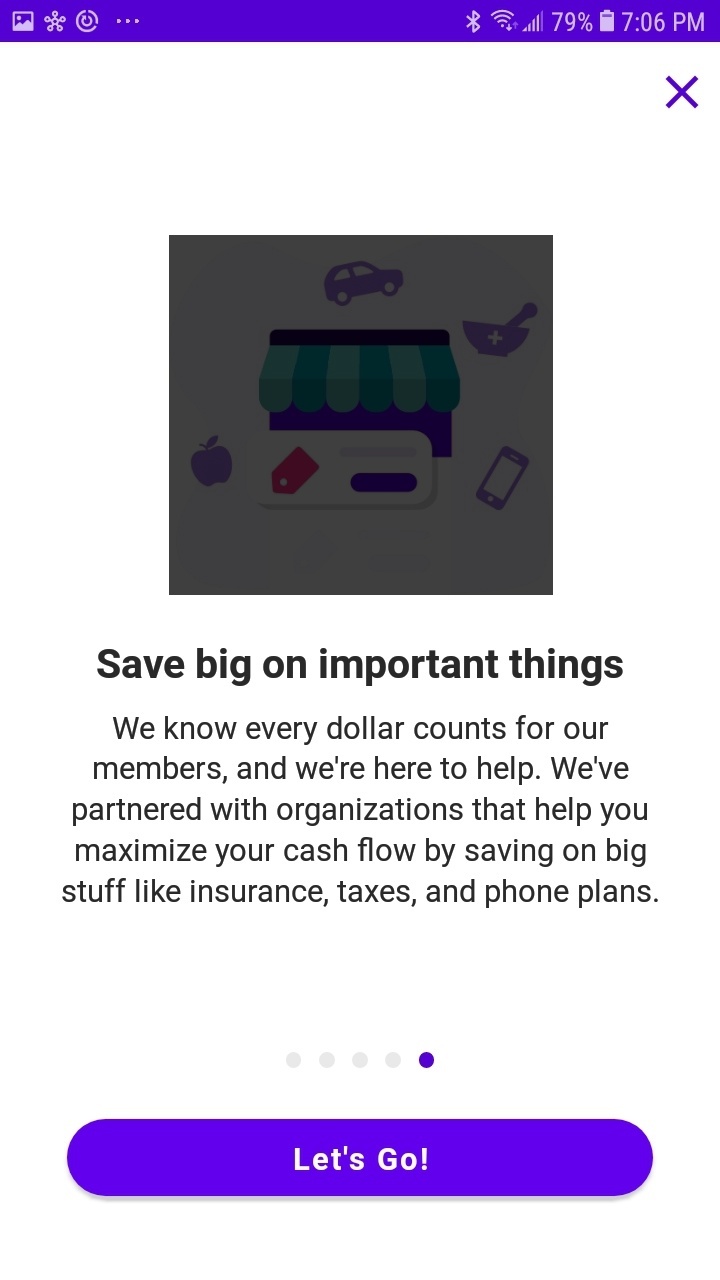 79% 7:06 PM
Save big on important things
We know every dollar counts for our
members, and we're here to help. We've
partnered with organizations that help you
maximize your cash flow by saving on big
stuff like insurance, taxes, and phone plans.
Let's Go!